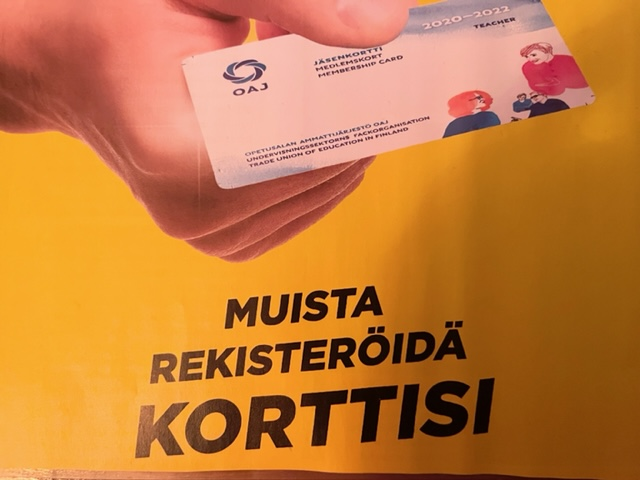 2020–2022
TEACHER
JÄSENKORTTI
MEDLEMSKORT
MEMBERSHIP CARD
OAJ
OPETUSALAN AMMATTIJÄRJESTÖ OAJ
UNDERVISNINGSSEKTORNS FACKORGANISATION
TRADE UNION OF EDUCATION IN FINLAND
MUISTA
REKISTERÖIDÄ
KORTTISI